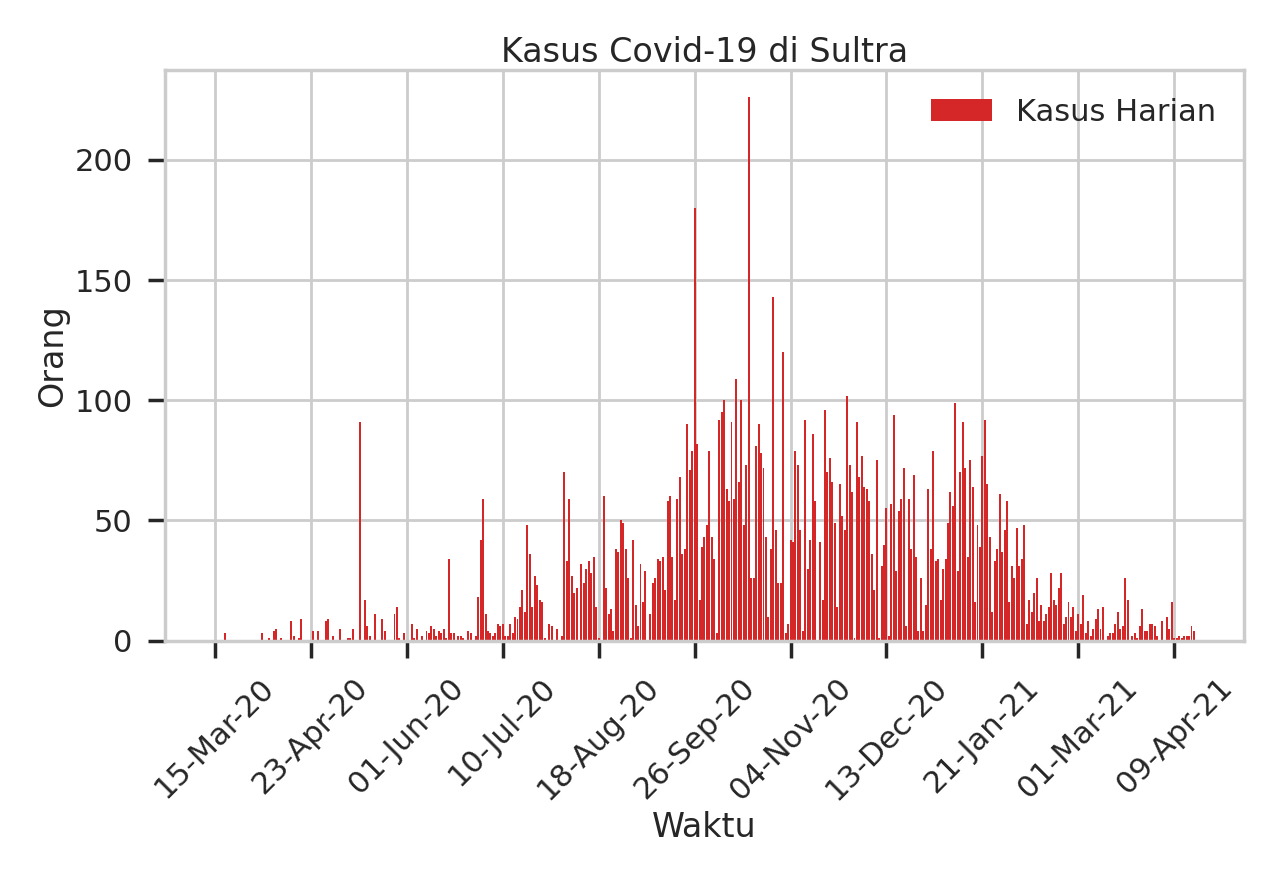 Kasus Covid-19 di Sultra
Kasus Harian
Orang
200
150
100
50
0
15-Mar-20
23-Apr-20
01-Jun-20
10-Jul-20
18-Aug-20
26-Sep-20
04-Nov-20
13-Dec-20
21-Jan-21
01-Mar-21
09-Apr-21
Waktu